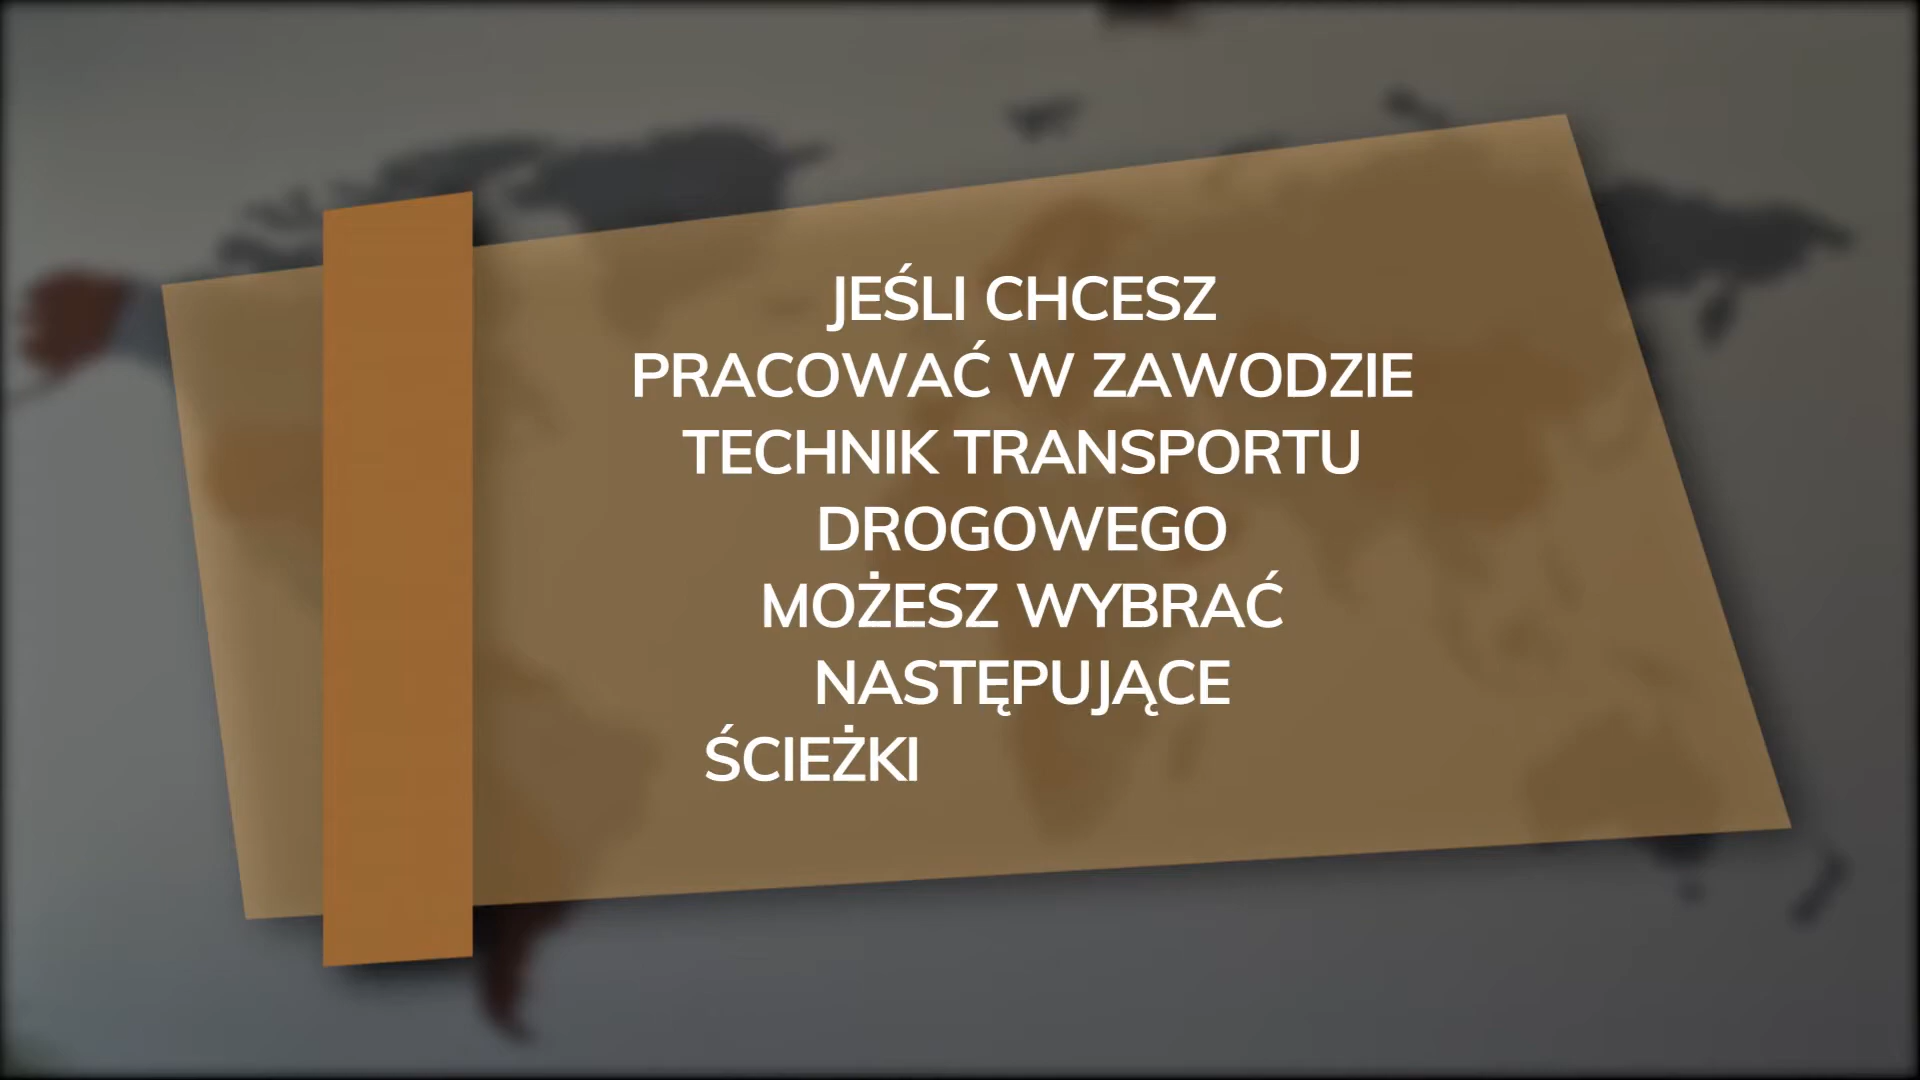 JEŚLI CHCESZ
PRACOWAĆ W ZAWODZIE
TECHNIK TRANSPORTU
DROGOWEGO
MOŻESZ WYBRAĆ
NASTĘPUJĄCE
ŚCIEŻKI